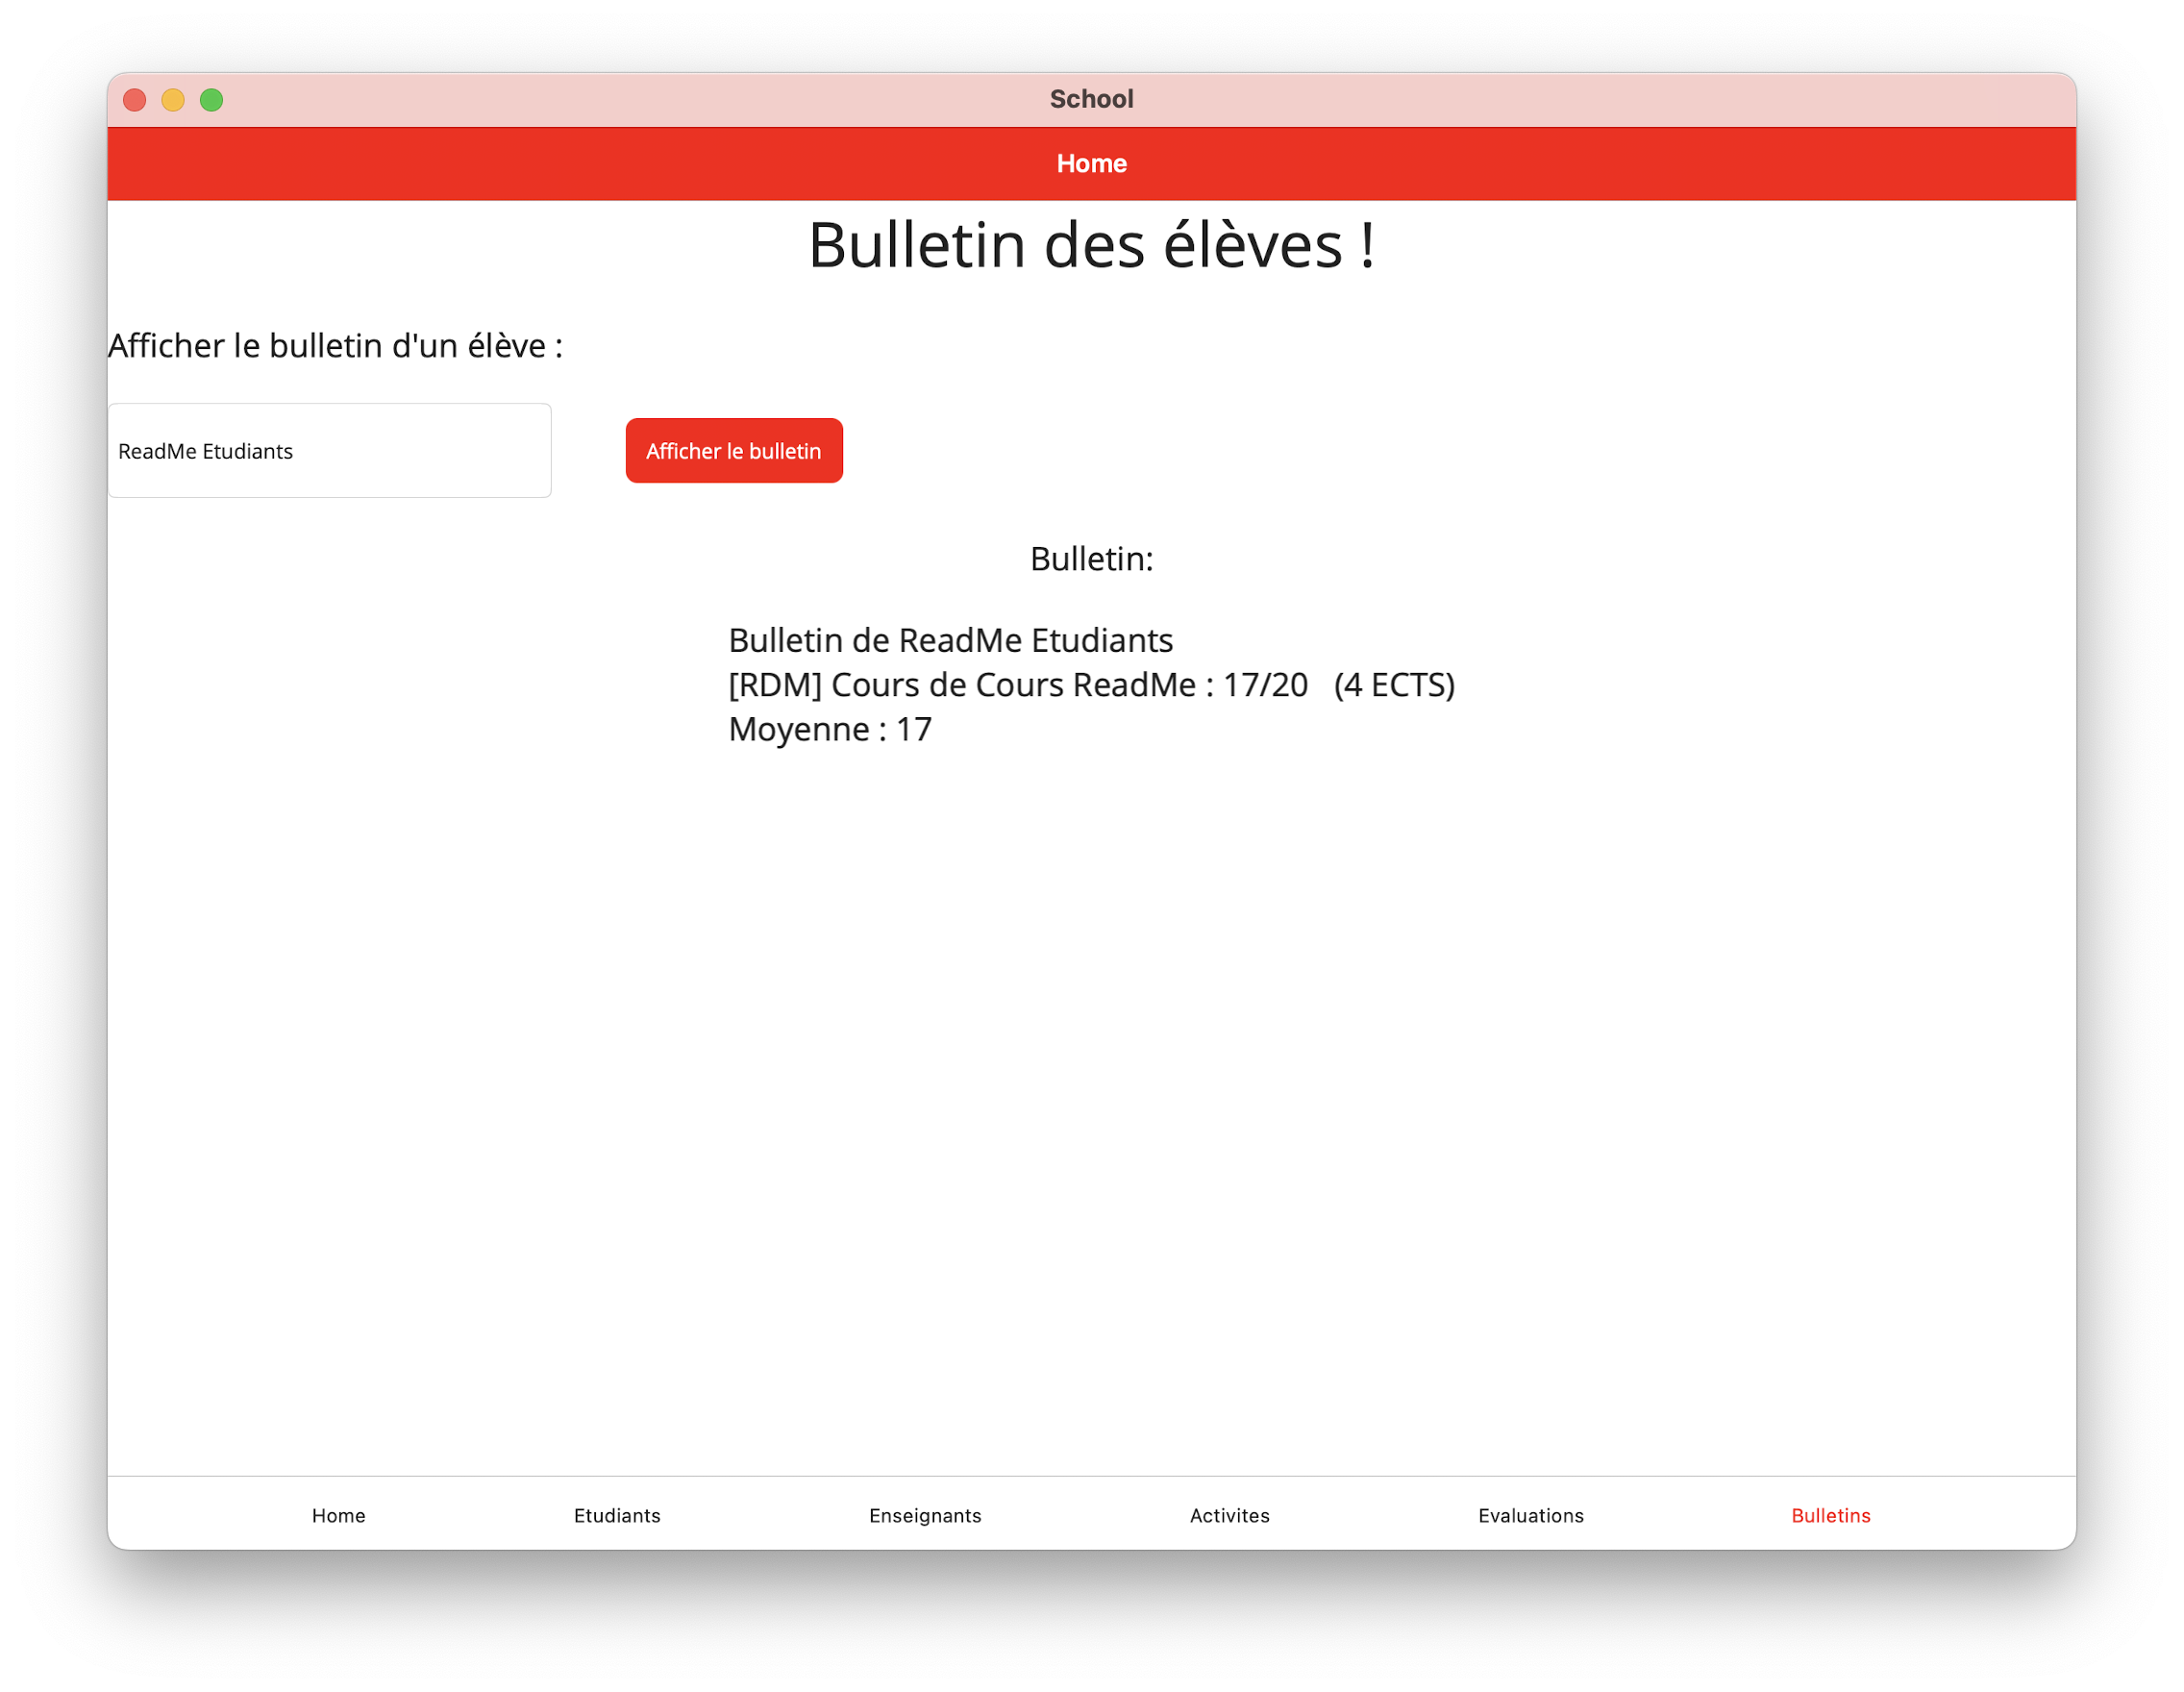 School
Home
Bulletin des élèves !
Afficher le bulletin d'un élève :
ReadMe Etudiants
Afficher le bulletin
Bulletin:
Bulletin de ReadMe Etudiants
[RDM] Cours de Cours ReadMe : 17/20   (4 ECTS)
Moyenne : 17
Home
Etudiants
Enseignants
Activites
Evaluations
Bulletins